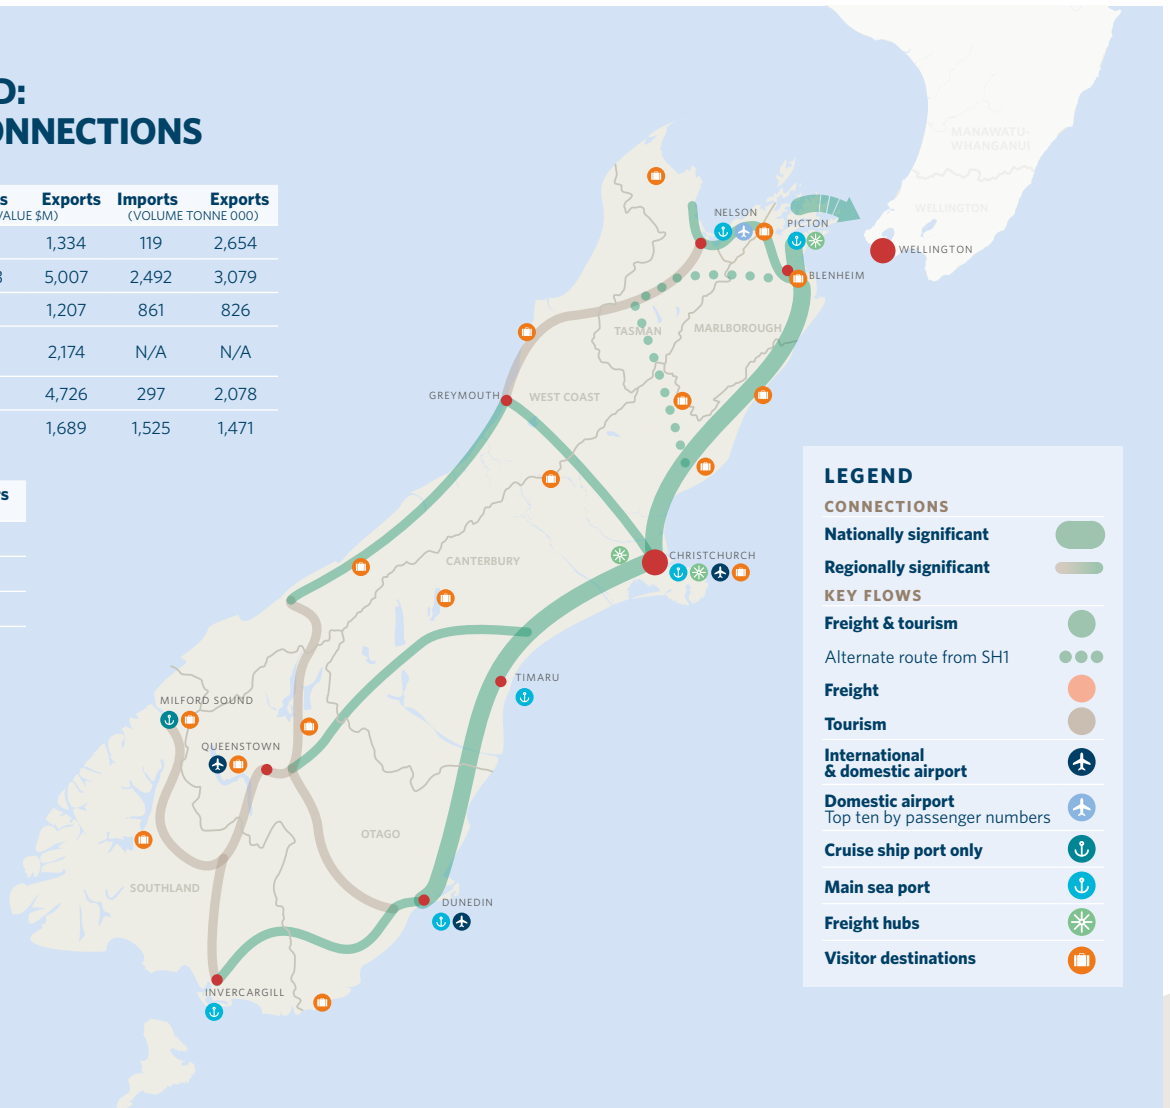 D:
ONNECTIONS
s Exports Imports Exports
VALUE $M) (VOLUME TONNE 000)
1,334 119 2,654
5,007 2,492 3,079
1,207 861 826
2,174 N/A N/A
4,726 297 2,078
1,689 1,525 1,471
s
MANAWATU-
WHANGANUI
WELLINGTON
NELSON
PICTON
WELLINGTON
BLENHEIM
TASMAN
MARLBOROUGH
GREYMOUTH
WEST COAST
CANTERBURY
CHRISTCHURCH
TIMARU
MILFORD SOUND
QUEENSTOWN
OTAGO
SOUTHLAND
DUNEDIN
INVERCARGILL
LEGEND
CONNECTIONS
Nationally significant
Regionally significant
KEY FLOWS
Freight & tourism
Alternate route from SH1
Freight
Tourism
International
& domestic airport
Domestic airport
Top ten by passenger numbers
Cruise ship port only
Main sea port
Freight hubs
Visitor destinations